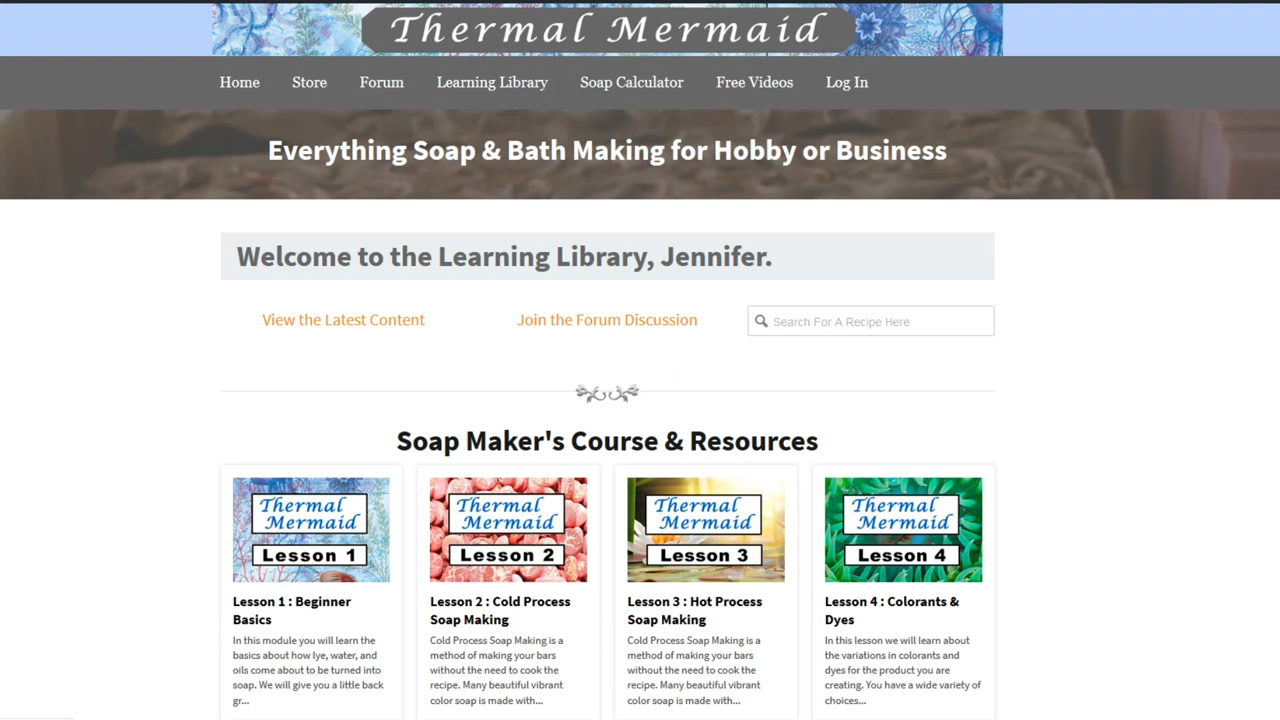 Thermal Mermaid
Home Store Forum Learning Library Soap Calculator Free Videos Log In
Everything Soap & Bath Making for Hobby or Business
Welcome to the Learning Library, Jennifer.
View the Latest Content Join the Forum Discussion Search For A Recipe Here
Soap Maker's Course & Resources
Thermal
Mermaid
Lesson 1
Lesson 1 : Beginner
Basics
In this module you will learn the
basics about how lye, water, and
oils come about to be turned into
soap. We will give you a little back
gr...
Thermal
Mermaid
Lesson 2
Lesson 2 : Cold Process
Soap Making
Cold Process Soap Making is a
method of making your bars
without the need to cook the
recipe. Many beautiful vibrant
color soap is made with...
Thermal
Mermaid
Lesson 3
Lesson 3 : Hot Process
Soap Making
Cold Process Soap Making is a
method of making your bars
without the need to cook the
recipe. Many beautiful vibrant
color soap is made with...
Thermal
Mermaid
Lesson 4
Lesson 4 : Colorants &
Dyes
In this lesson we will learn about
the variations in colorants and
dyes for the product you are
creating. You have a wide variety of
choices...